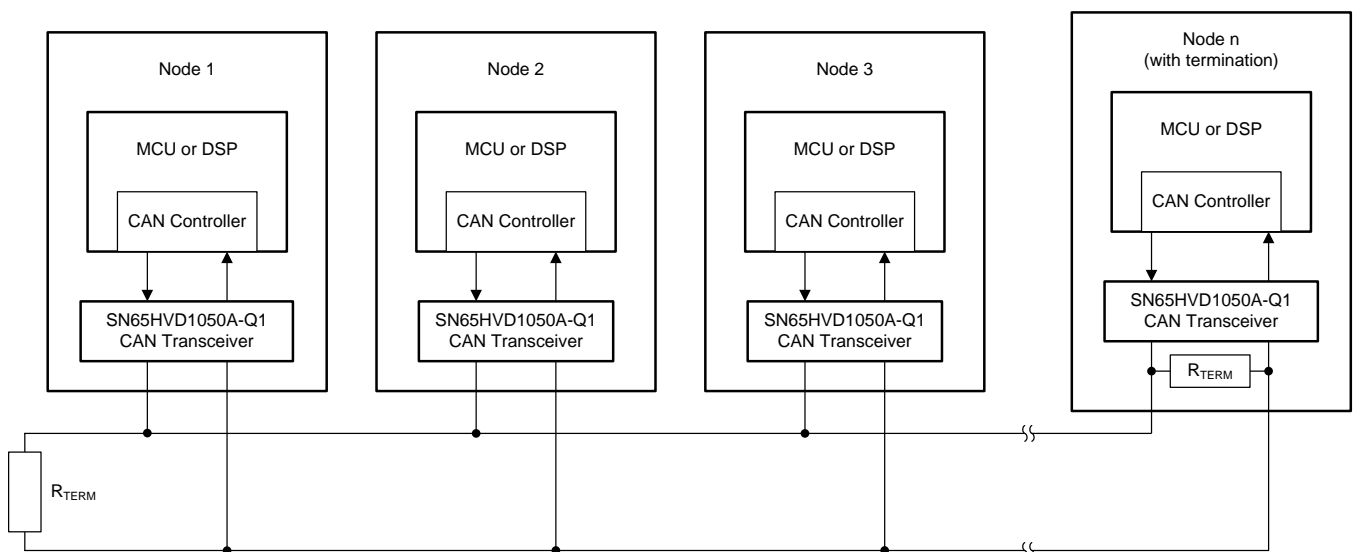 Node 1
MCU or DSP
CAN Controller
SN65HVD1050A-Q1
CAN Transceiver
Node 2
MCU or DSP
CAN Controller
SN65HVD1050A-Q1
CAN Transceiver
Node 3
MCU or DSP
CAN Controller
SN65HVD1050A-Q1
CAN Transceiver
Node n
(with termination)
MCU or DSP
CAN Controller
SN65HVD1050A-Q1
CAN Transceiver
RTERM
RTERM